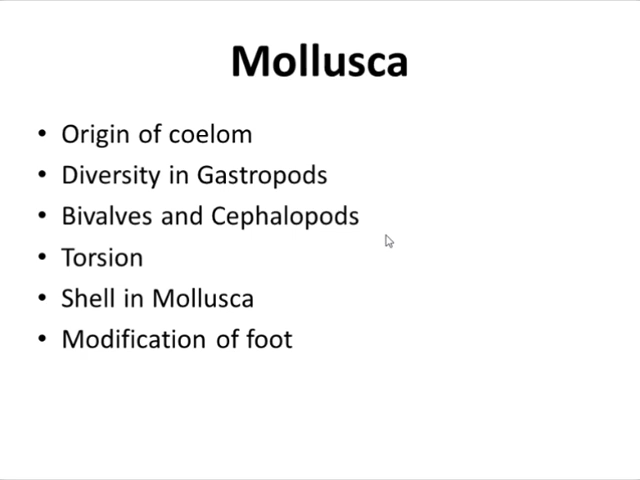 Mollusca
• Origin of coelom
• Diversity in Gastropods
• Bivalves and Cephalopods
• Torsion
• Shell in Mollusca
• Modification of foot